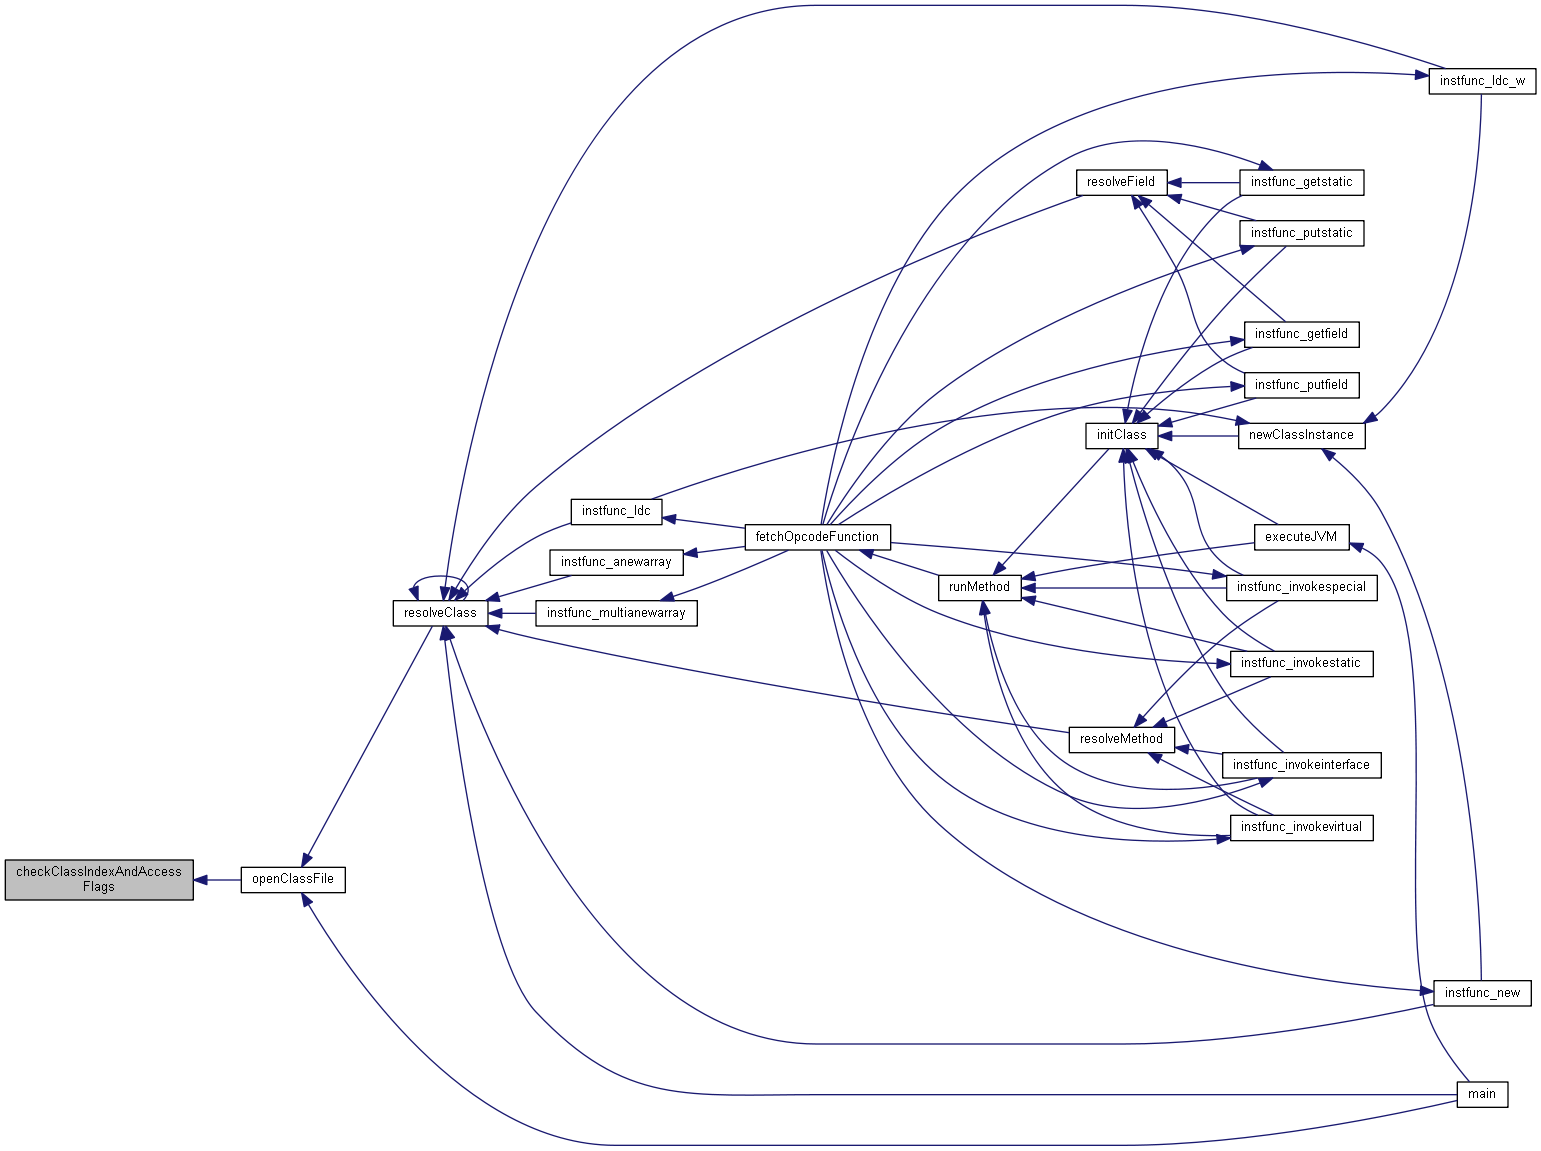 instfunc_ldc_w
resolveField
instfunc_getstatic
instfunc_putstatic
instfunc_getfield
instfunc_putfield
initClass
newClassInstance
instfunc_ldc
fetchOpcodeFunction
executeJVM
instfunc_anewarray
runMethod
instfunc_invokespecial
resolveClass
instfunc_multianewarray
instfunc_invokestatic
resolveMethod
instfunc_invokeinterface
instfunc_invokevirtual
checkClassIndexAndAccess
Flags
openClassFile
instfunc_new
main